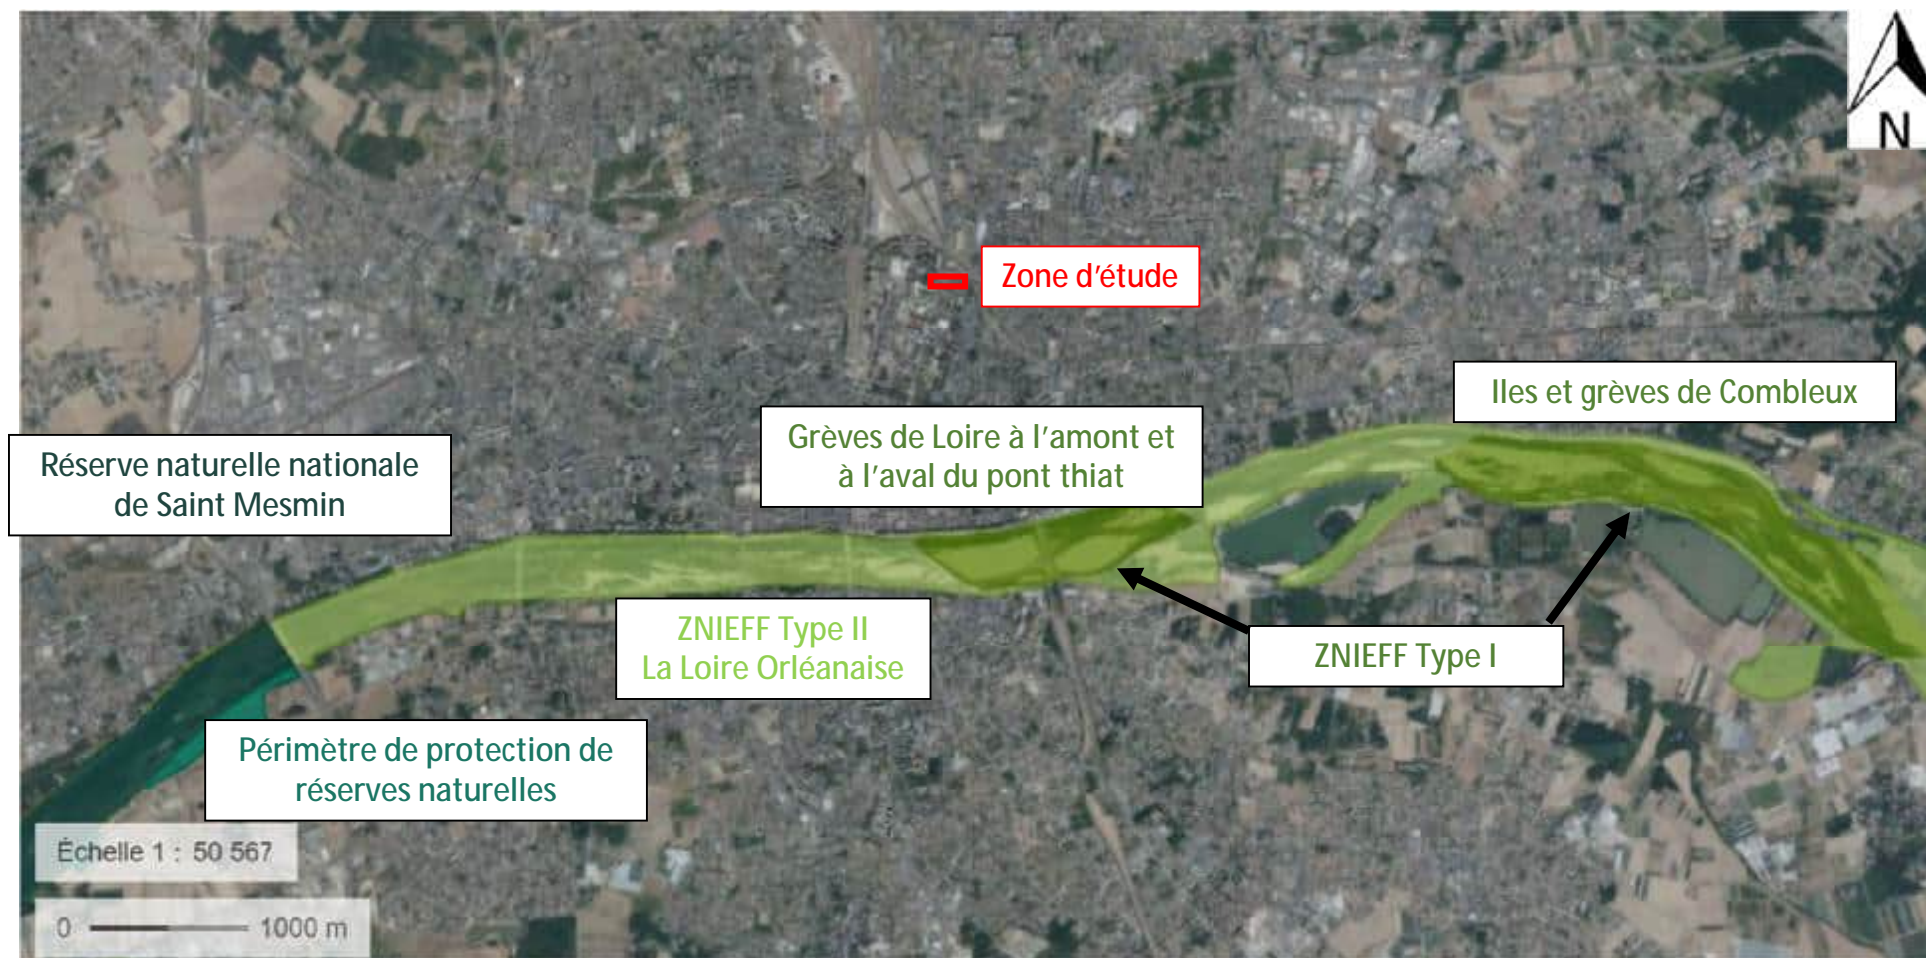 N
Zone d'étude
Iles et grèves de Combleux
Grèves de Loire à l'amont et
à l'aval du pont thiat
Réserve naturelle nationale
de Saint Mesmin
ZNIEFF Type II
La Loire Orléanaise
ZNIEFF Type I
Périmètre de protection de
réserves naturelles
Échelle 1 : 50 567
0 1000 m